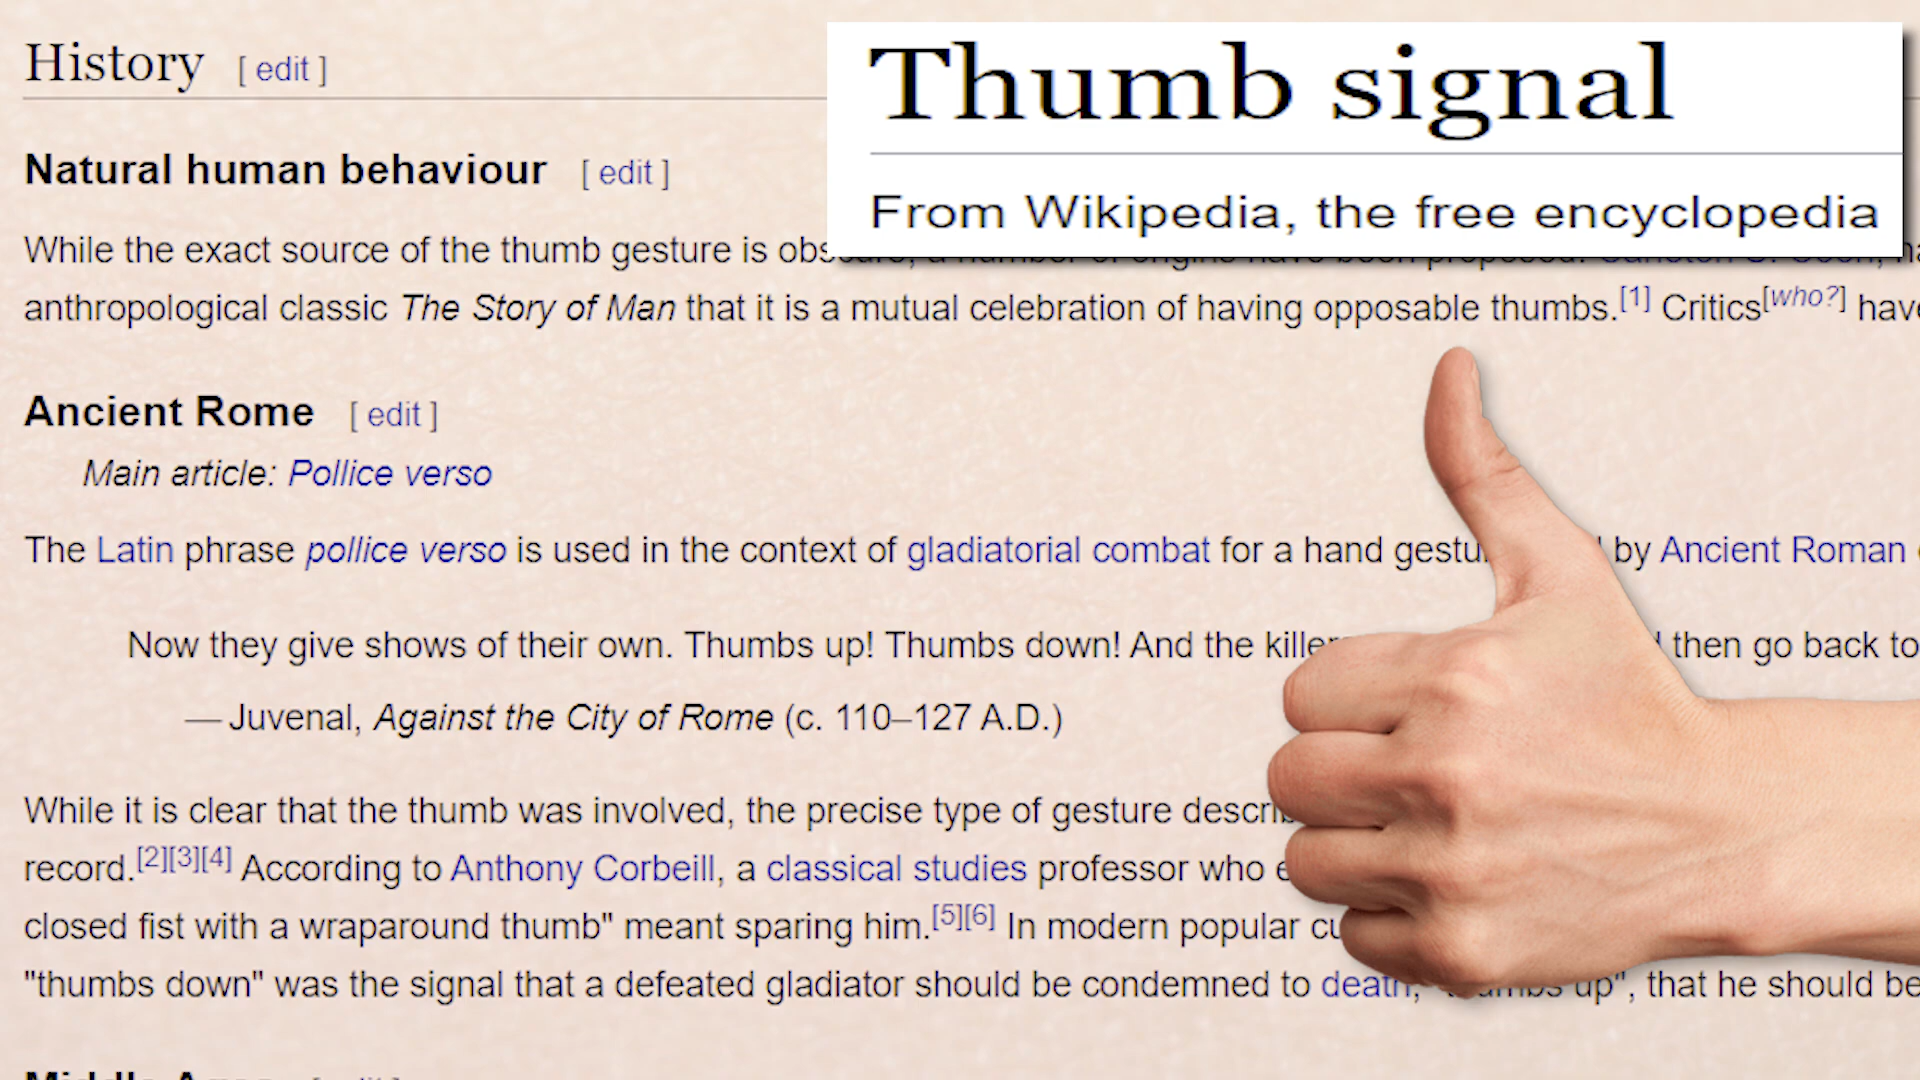 History [ edit ]
Thumb signal
From Wikipedia, the free encyclopedia
Natural human behaviour [ edit ]
While the exact source of the thumb gesture is
anthropological classic The Story of Man that it is a mutual celebration of having opposable thumbs.[1] Critics[who?] have
Ancient Rome [ edit ]
Main article: Pollice verso
The Latin phrase pollice verso is used in the context of gladiatorial combat for a hand by Ancient Roman
Now they give shows of their own. Thumbs up! Thumbs down! And the then go back to
— Juvenal, Against the City of Rome (c. 110–127 A.D.)
While it is clear that the thumb was involved, the precise type of gesture
record.[2][3][4] According to Anthony Corbeill, a classical studies professor who
closed fist with a wraparound thumb" meant sparing him.[5][6] In modern popular
"thumbs down" was the signal that a defeated gladiator should be condemned to death, up", that he should be